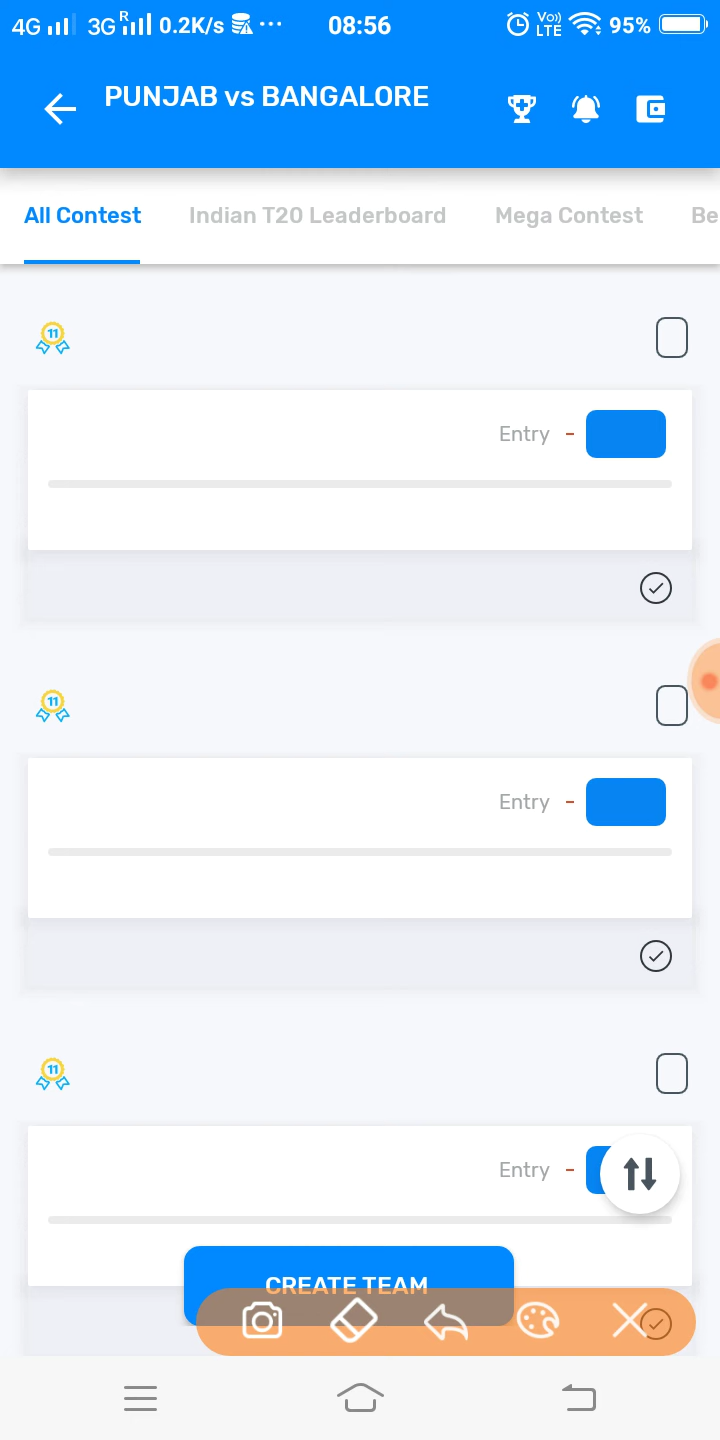 4G 3G R 0.2K/s ... 08:56 Vo)) LTE 95%
PUNJAB vs BANGALORE
All Contest Indian T20 Leaderboard Mega Contest Be
11
Entry -
11
Entry -
11
Entry -
CREATE TEAM